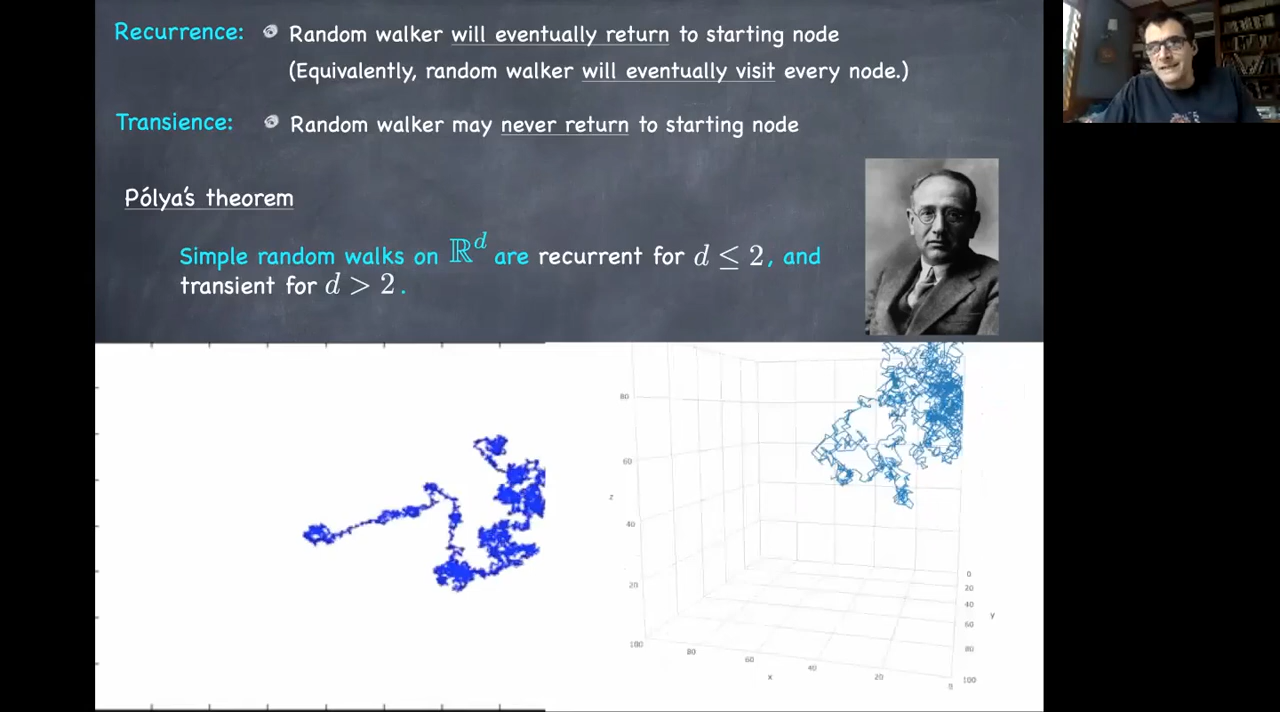 Recurrence: Random walker will eventually return to starting node
(Equivalently, random walker will eventually visit every node.)
Transience: Random walker may never return to starting node
Pólya's theorem
Simple random walks on ℝᵈ are recurrent for d ≤ 2, and
transient for d > 2.
80
60
z
40
20
100
80
60
x
40
20
0
20
40
y
60
80
100